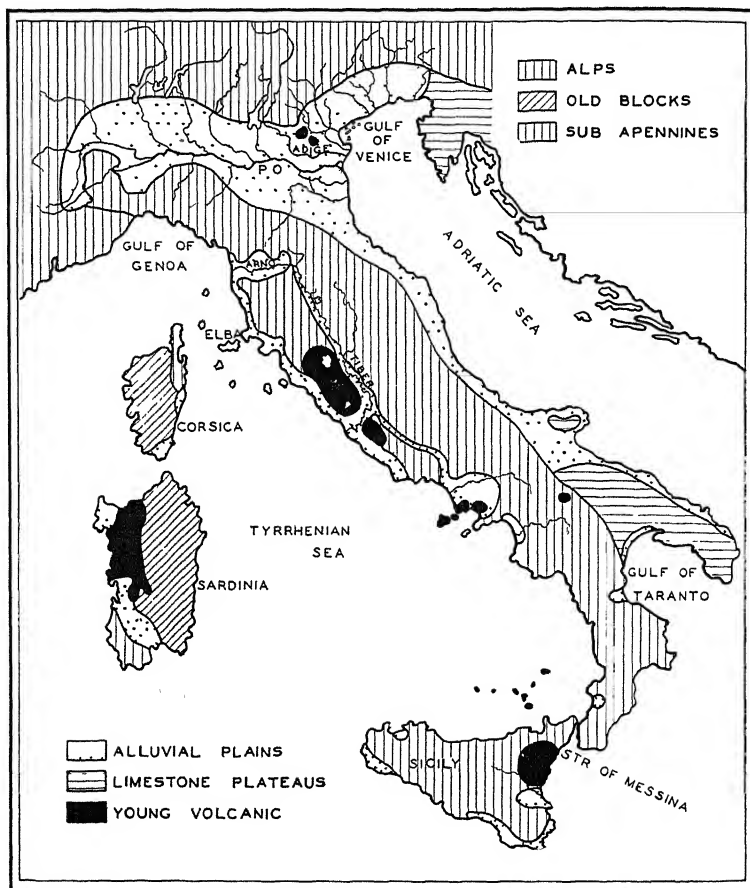 ALPS
OLD BLOCKS
SUB APENNINES
GULF OF
VENICE
ADIGE
PO
GULF OF
GENOA
ADRIATIC SEA
ARNO
ELBA
TIBER
CORSICA
TYRRHENIAN
SEA
SARDINIA
GULF OF
TARANTO
ALLUVIAL PLAINS
LIMESTONE PLATEAUS
YOUNG VOLCANIC
SICILY
STR OF MESSINA